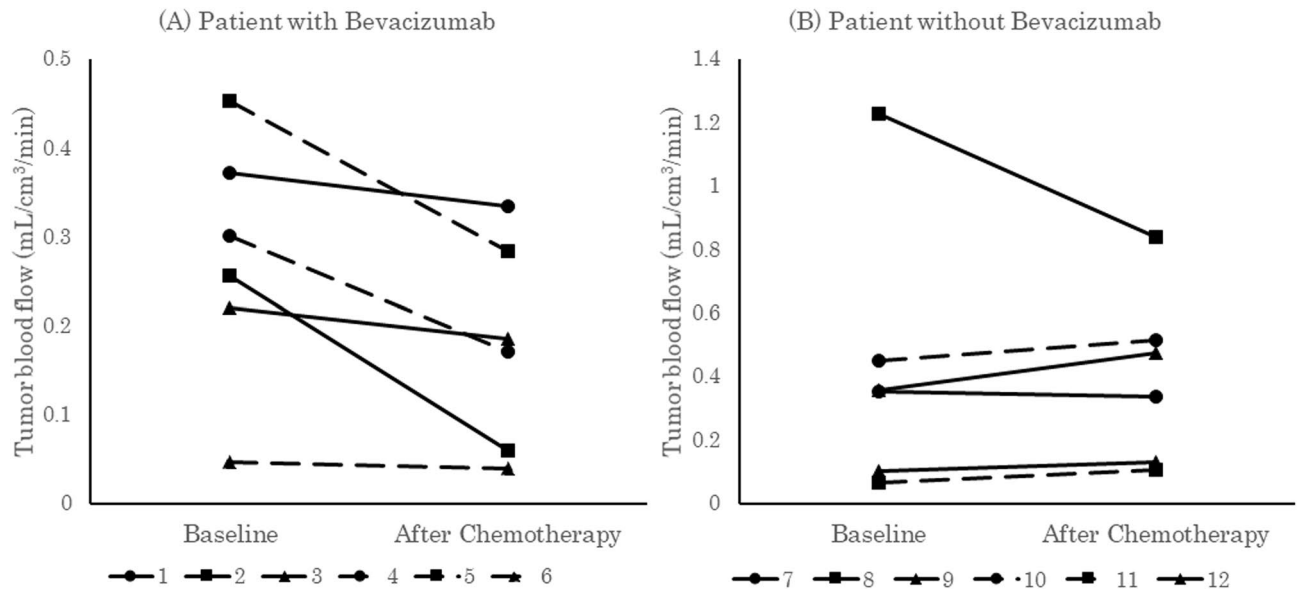 (A) Patient with Bevacizumab
Tumor blood flow (mL/cm³/min)
0.5
0.4
0.3
0.2
0.1
0
Baseline After Chemotherapy
1 2 3 4 5 6
(B) Patient without Bevacizumab
Tumor blood flow (mL/cm³/min)
1.4
1.2
1
0.8
0.6
0.4
0.2
0
Baseline After Chemotherapy
7 8 9 10 11 12